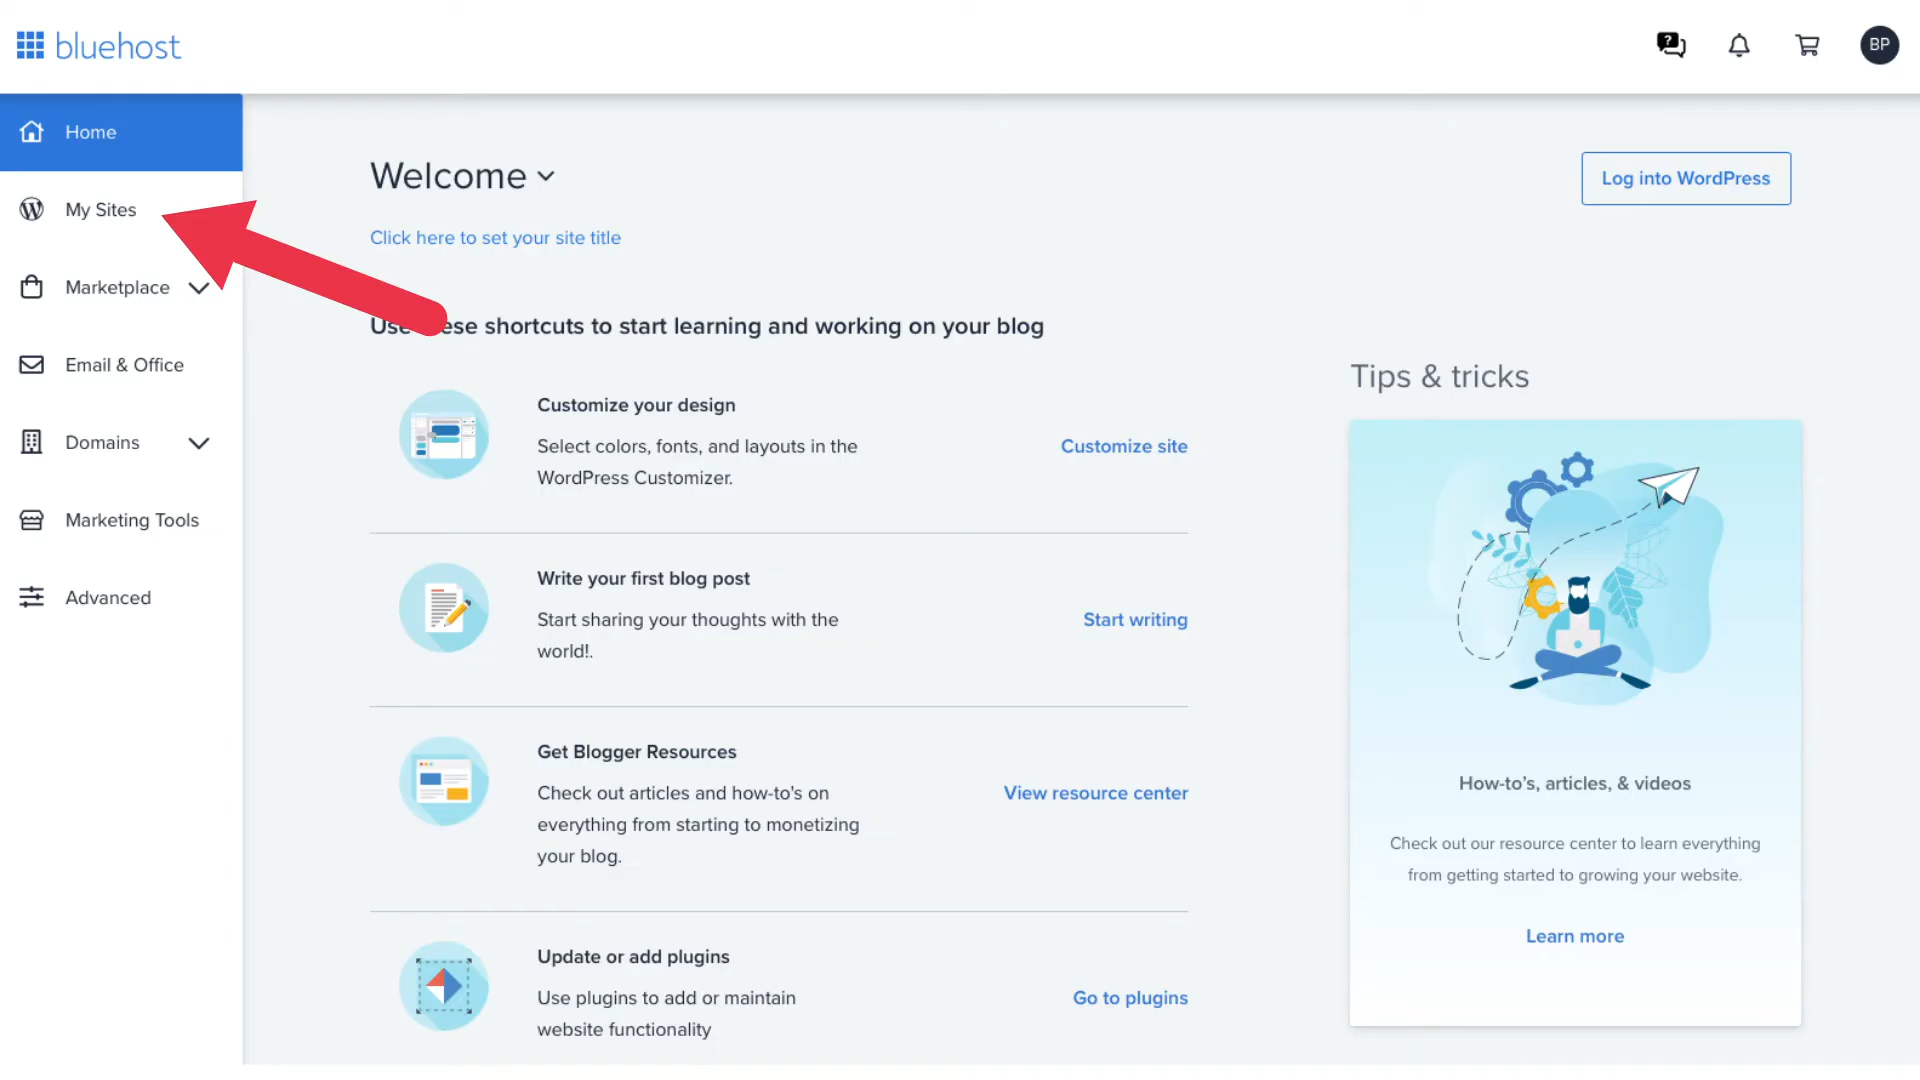 bluehost
?
BP
Home
My Sites
Marketplace
Email & Office
Domains
Marketing Tools
Advanced
Welcome
Log into WordPress
Click here to set your site title
Use these shortcuts to start learning and working on your blog
Customize your design
Select colors, fonts, and layouts in the
WordPress Customizer.
Customize site
Write your first blog post
Start sharing your thoughts with the
world!.
Start writing
Get Blogger Resources
Check out articles and how-to's on
everything from starting to monetizing
your blog.
View resource center
Update or add plugins
Use plugins to add or maintain
website functionality
Go to plugins
Tips & tricks
How-to's, articles, & videos
Check out our resource center to learn everything
from getting started to growing your website.
Learn more